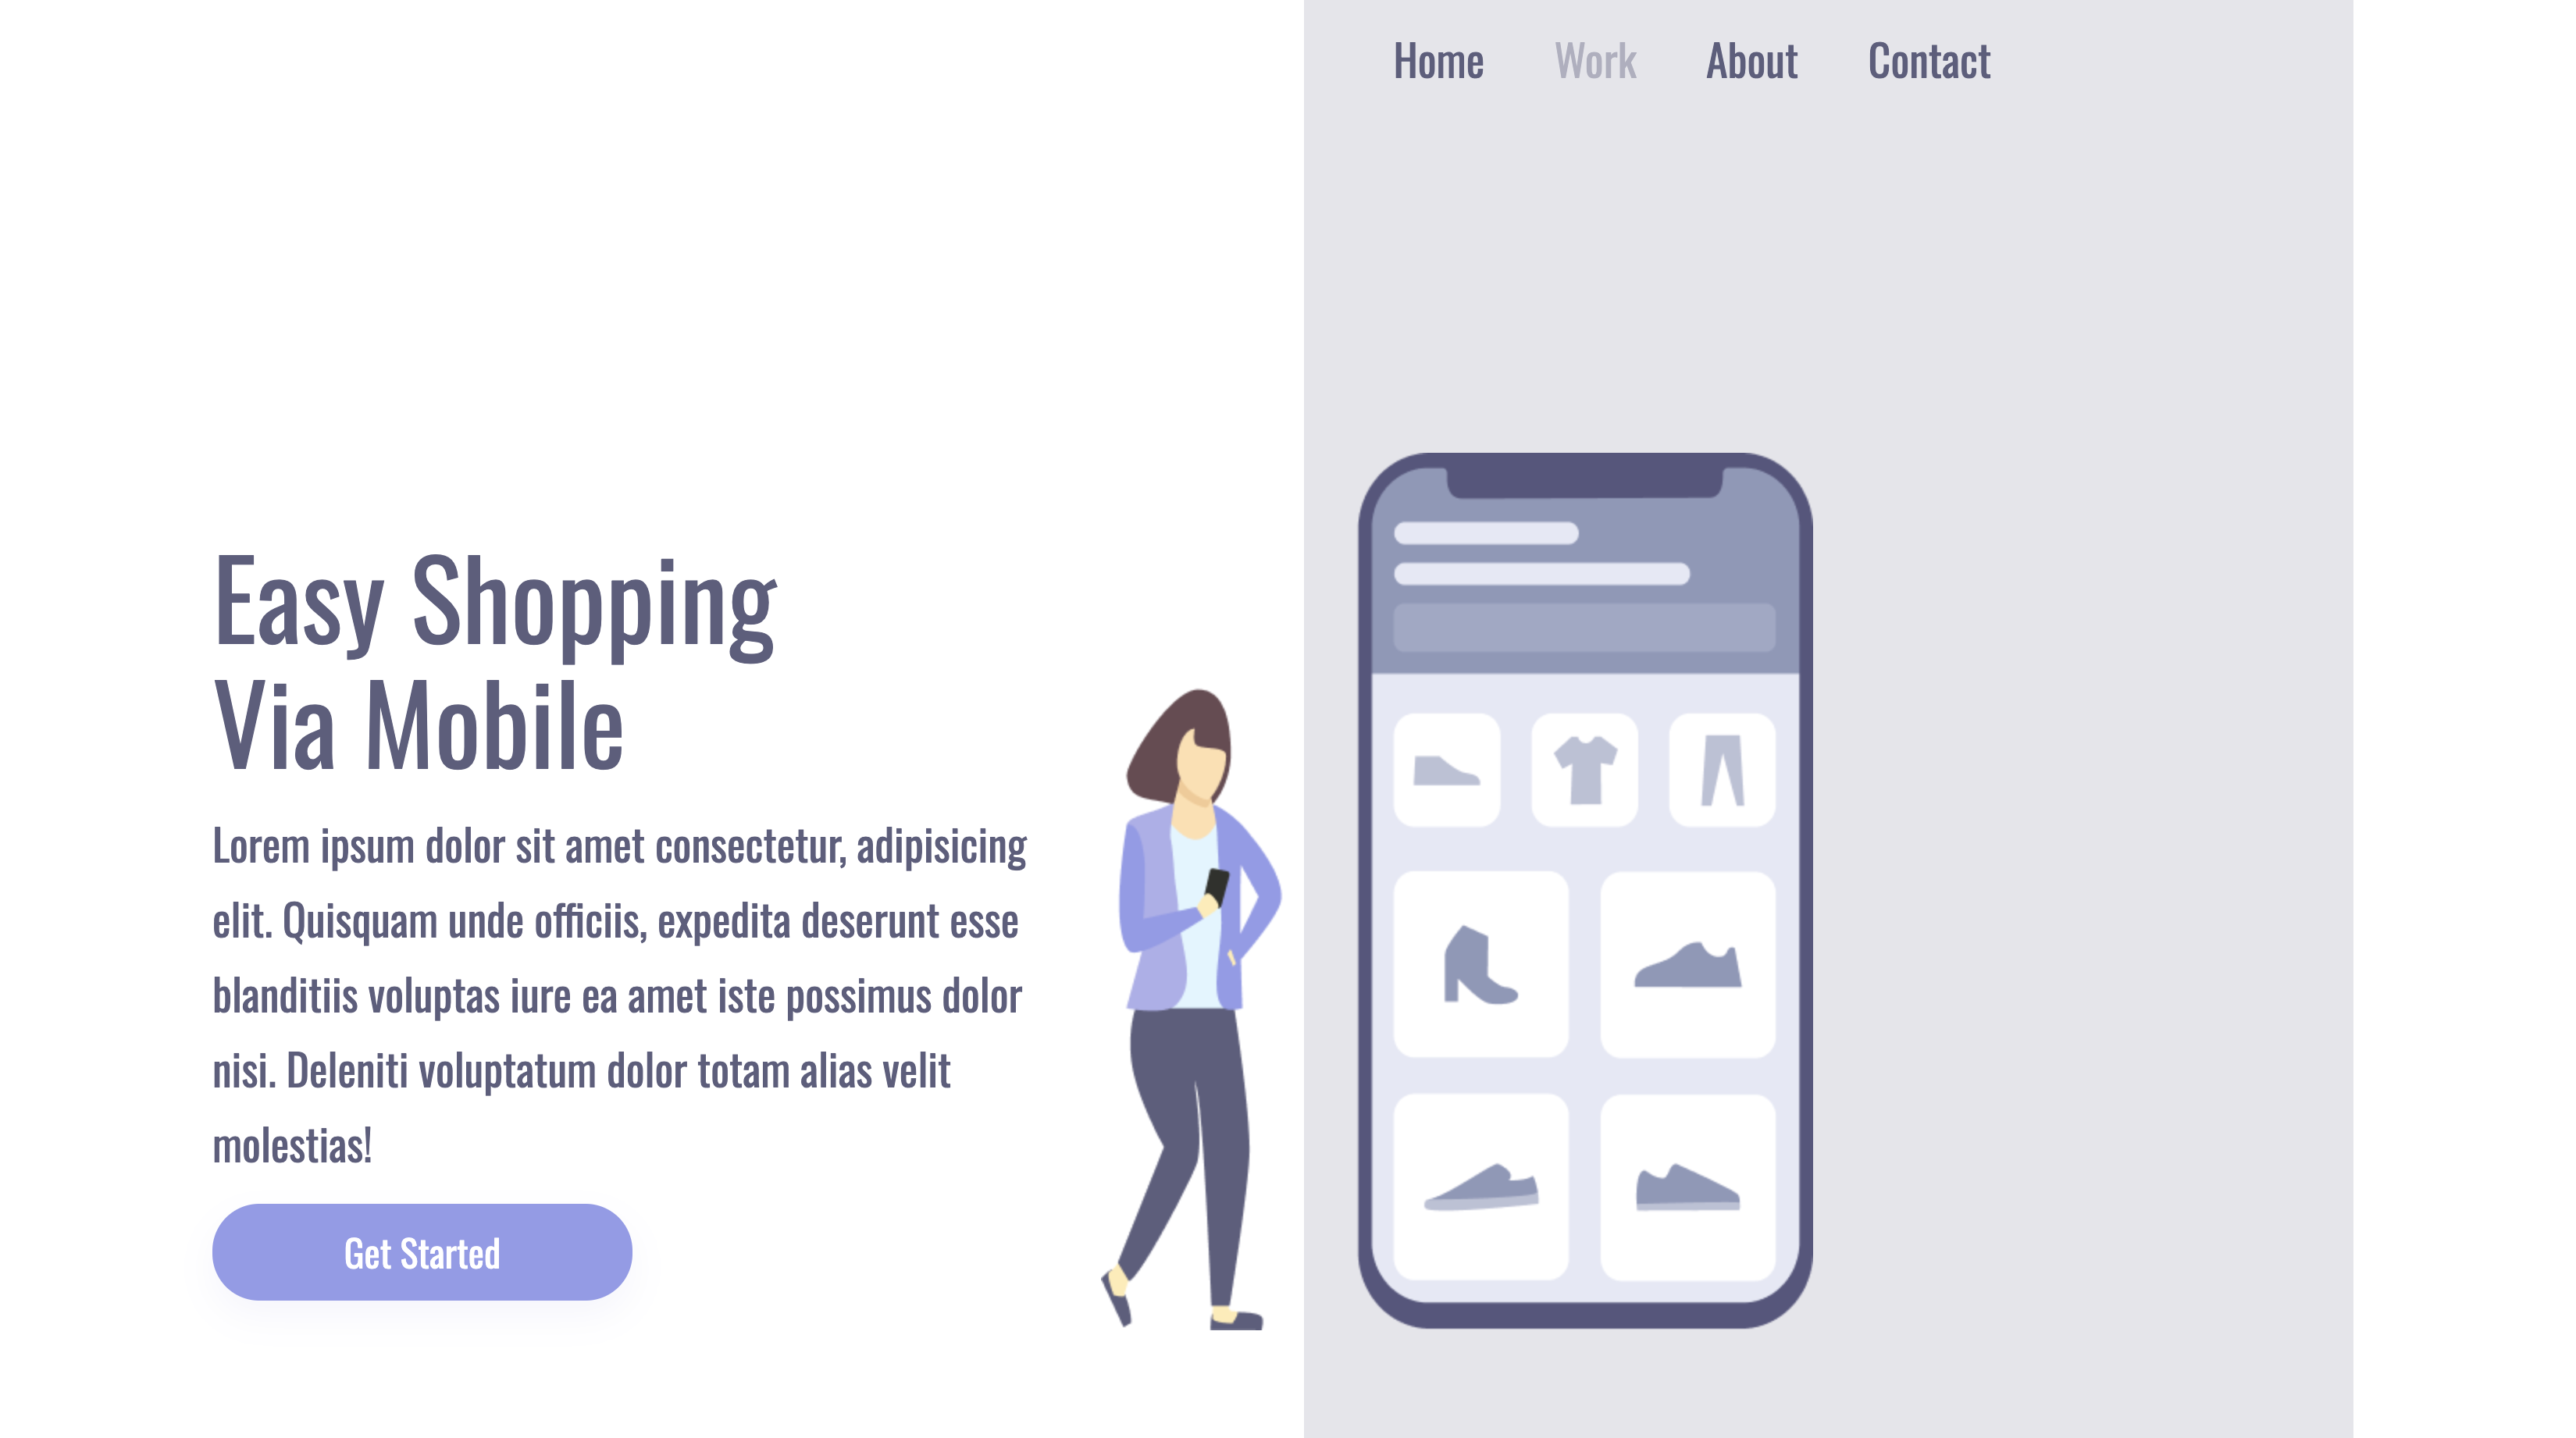 Home Work About Contact
Easy Shopping
Via Mobile
Lorem ipsum dolor sit amet consectetur, adipisicing
elit. Quisquam unde officiis, expedita deserunt esse
blanditiis voluptas iure ea amet iste possimus dolor
nisi. Deleniti voluptatum dolor totam alias velit
molestias!
Get Started